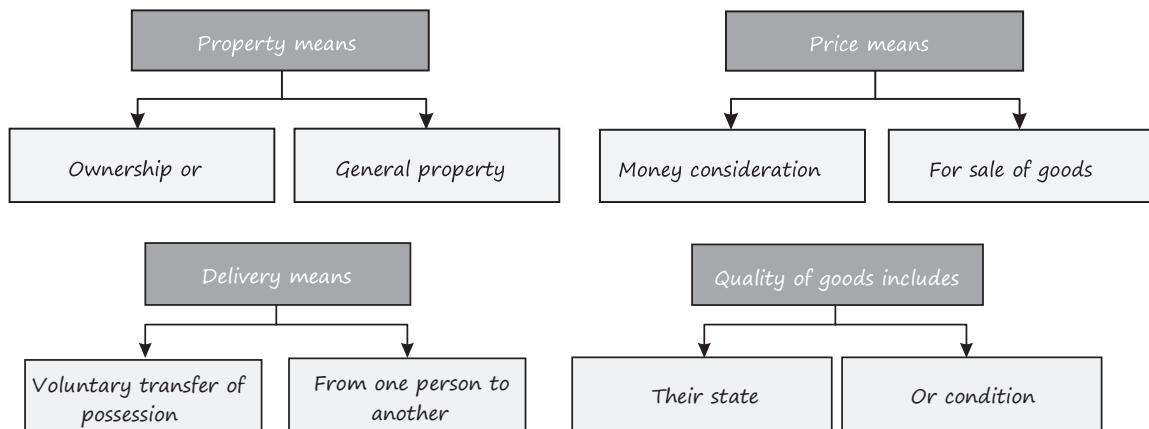 Property means
Ownership or
General property
Price means
Money consideration
For sale of goods
Delivery means
Voluntary transfer of
possession
From one person to
another
Quality of goods includes
Their state
Or condition